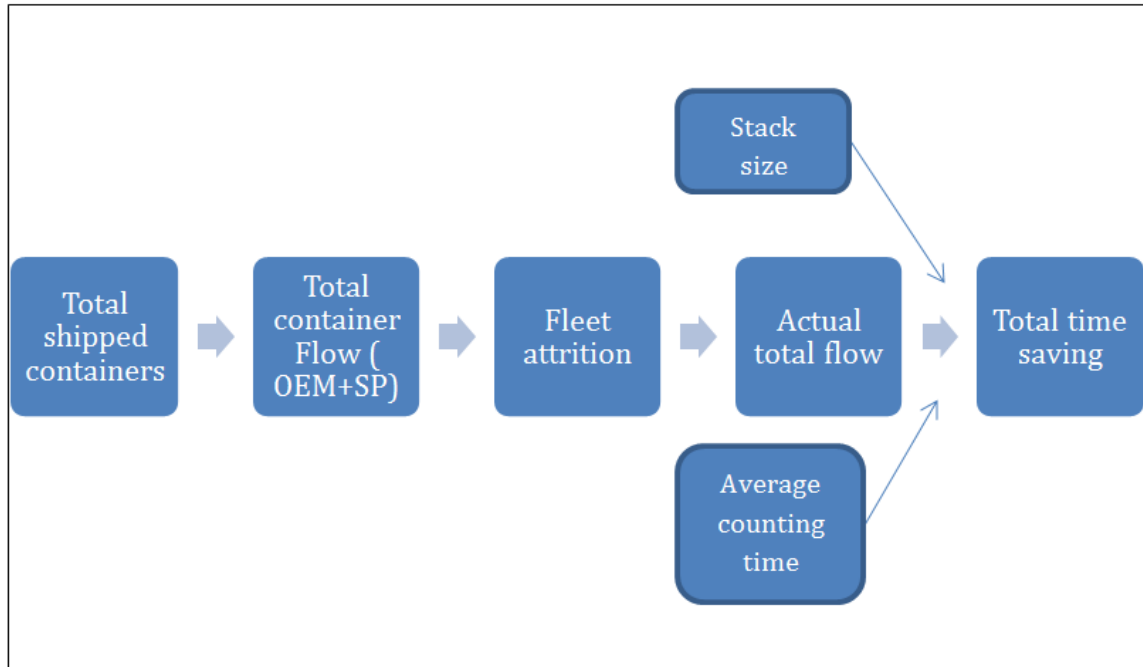 Stack
size
Total
shipped
containers
Total
container
Flow (
OEM+SP)
Fleet
attrition
Actual
total flow
Total time
saving
Average
counting
time